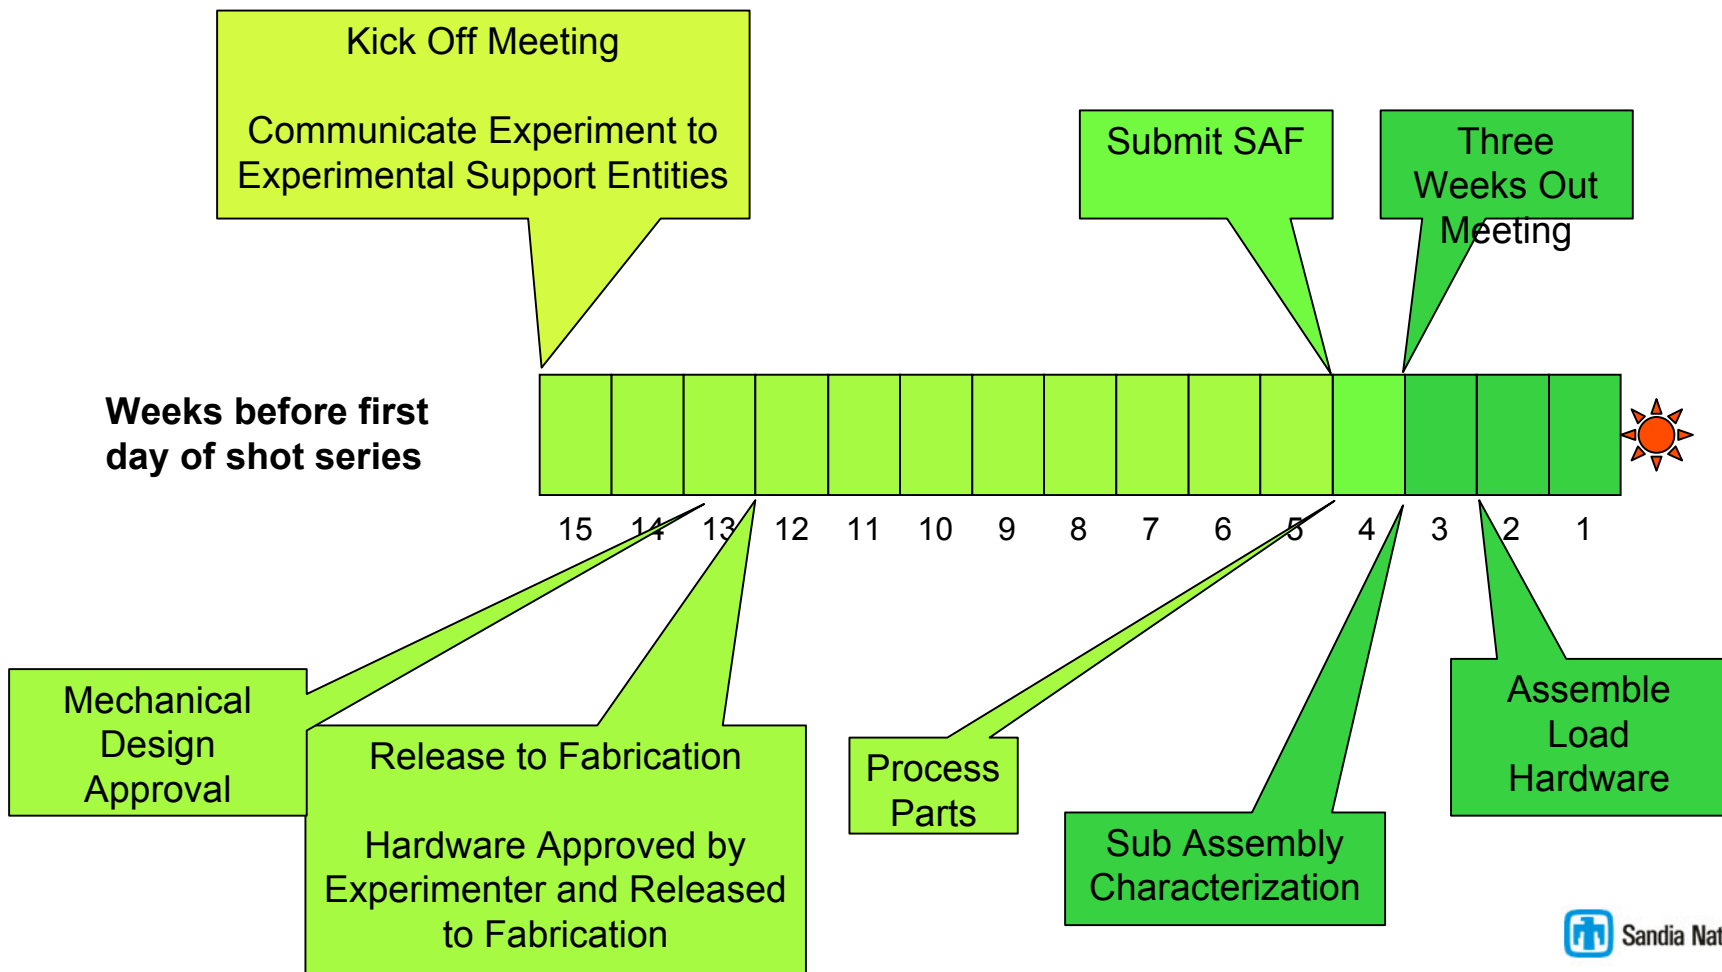 Kick Off Meeting
Communicate Experiment to
Experimental Support Entities
Submit SAF
Three
Weeks Out
Meeting
Weeks before first
day of shot series
15 14 13 12 11 10 9 8 7 6 5 4 3 2 1
Mechanical
Design
Approval
Release to Fabrication
Hardware Approved by
Experimenter and Released
to Fabrication
Process
Parts
Sub Assembly
Characterization
Assemble
Load
Hardware
Sandia Nat